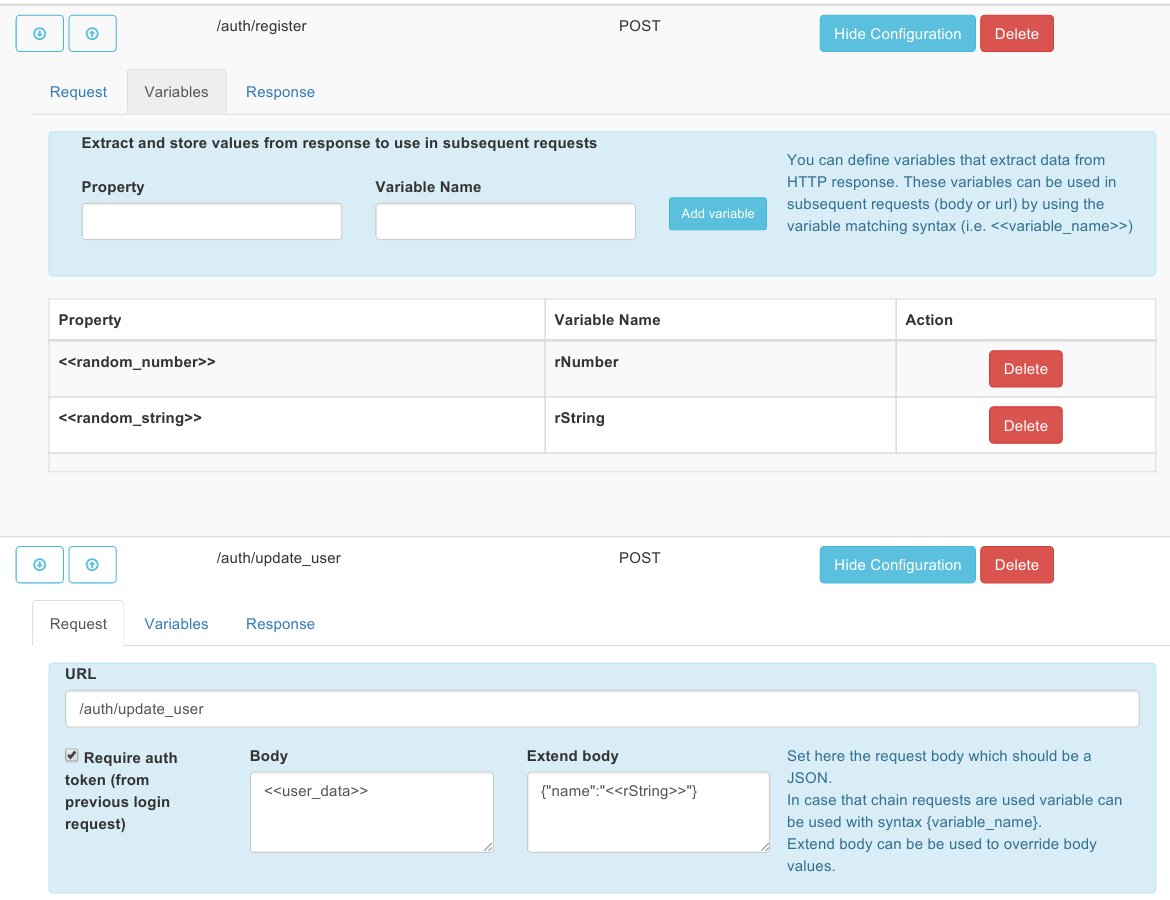 /auth/register POST Hide Configuration Delete
Request Variables Response
Extract and store values from response to use in subsequent requests
Property Variable Name
Add variable
You can define variables that extract data from
HTTP response. These variables can be used in
subsequent requests (body or url) by using the
variable matching syntax (i.e. <<variable_name>>)
Property Variable Name Action
<<random_number>> rNumber Delete
<<random_string>> rString Delete
/auth/update_user POST Hide Configuration Delete
Request Variables Response
URL
/auth/update_user
Require auth
token (from
previous login
request)
Body
<<user_data>>
Extend body
{"name":"<<rString>>"}
Set here the request body which should be a
JSON.
In case that chain requests are used variable can
be used with syntax {variable_name}.
Extend body can be be used to override body
values.